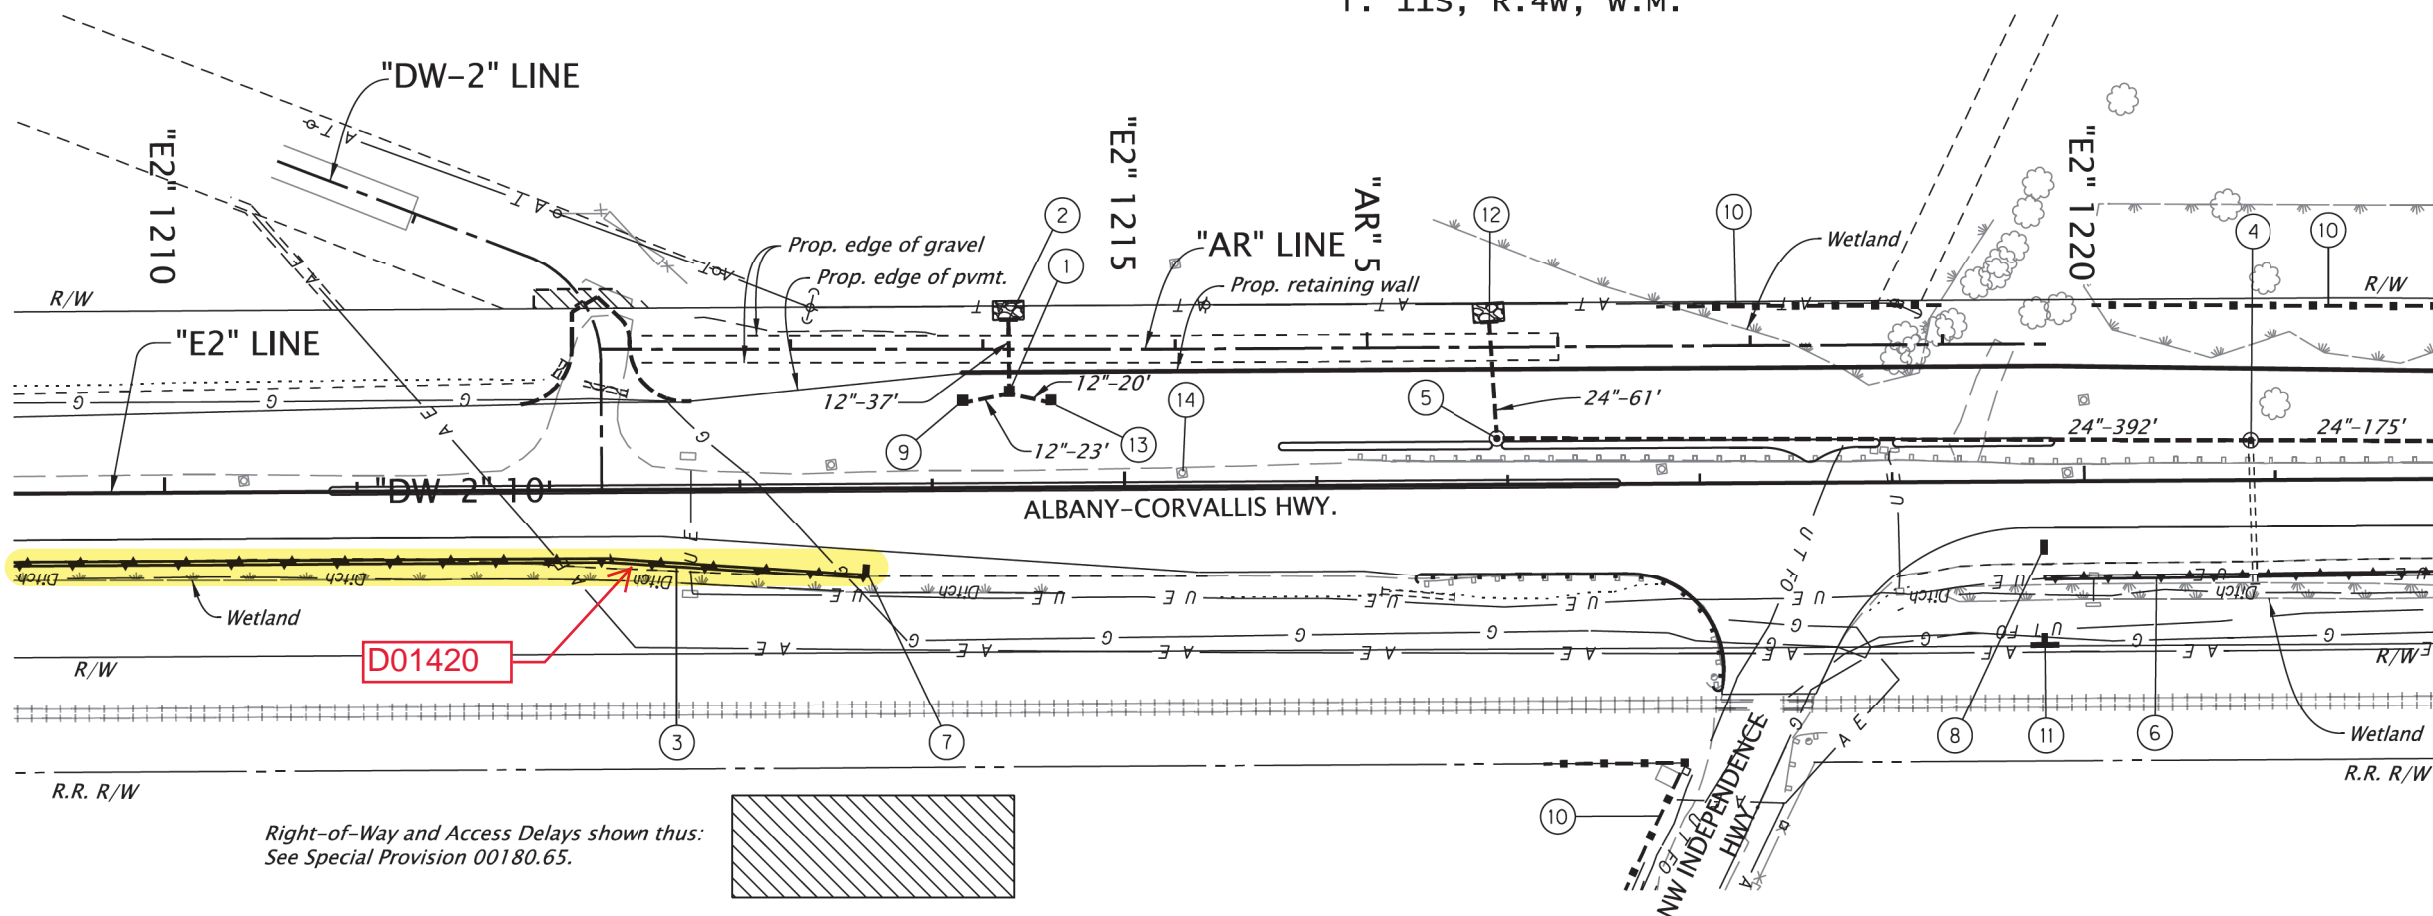 T. 11S, R.4W, W.M.
"DW-2" LINE
"E2" 1210
"E2" 1215
"AR" 5
"E2" 1220
2
12
10
4
10
1
Prop. edge of gravel
"AR" LINE
Wetland
Prop. edge of pvmt.
Prop. retaining wall
R/W
R/W
"E2" LINE
12"-20'
12"-37'
14
5
24"-61'
24"-392'
24"-175'
9
12"-23'
13
"DW-2" 10
ALBANY-CORVALLIS HWY.
Ditch
Ditch
Ditch
Ditch
Ditch
Ditch
Wetland
D01420
R/W
R/W
3
7
8
11
6
Wetland
R.R. R/W
R.R. R/W
10
NW INDEPENDENCE
HWY.
Right-of-Way and Access Delays shown thus:
See Special Provision 00180.65.